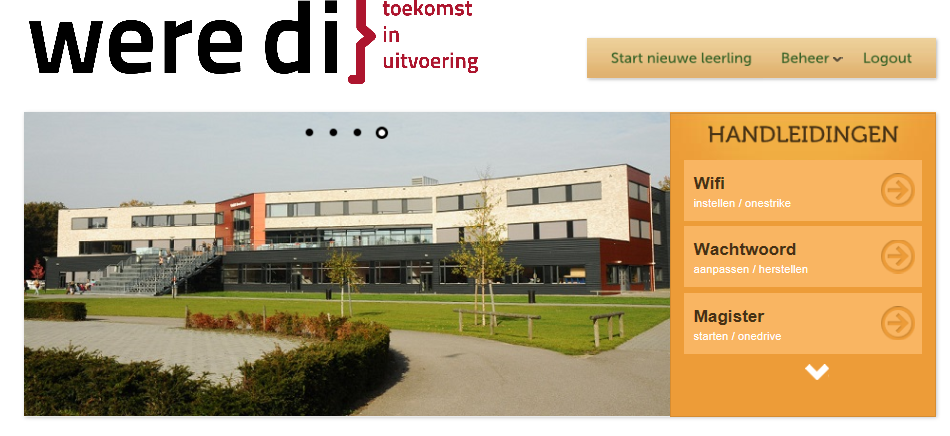 were di
toekomst
in
uitvoering
Start nieuwe leerling Beheer Logout
HANDLEIDINGEN
Wifi
instellen / onestrike
Wachtwoord
aanpassen / herstellen
Magister
starten / onedrive